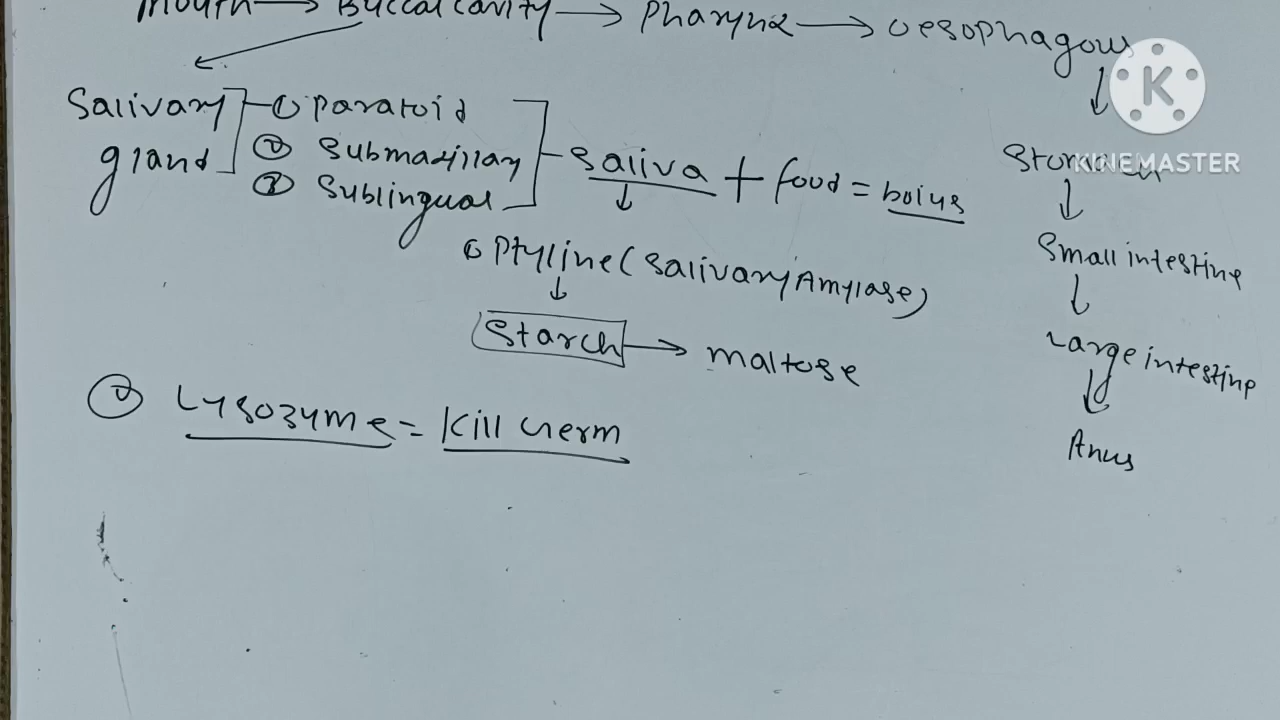 Mouth → Buccal cavity → Pharynx → Oesophagous
Salivary gland
① Paratoid
② Submaxillary
③ Sublingual
Saliva + food = bolus
① Ptyline (Salivary Amylase)
Starch → maltose
② Lysozyme = Kill Germ
↓
Small intestine
↓
Large intestine
↓
Anus
K
KINEMASTER